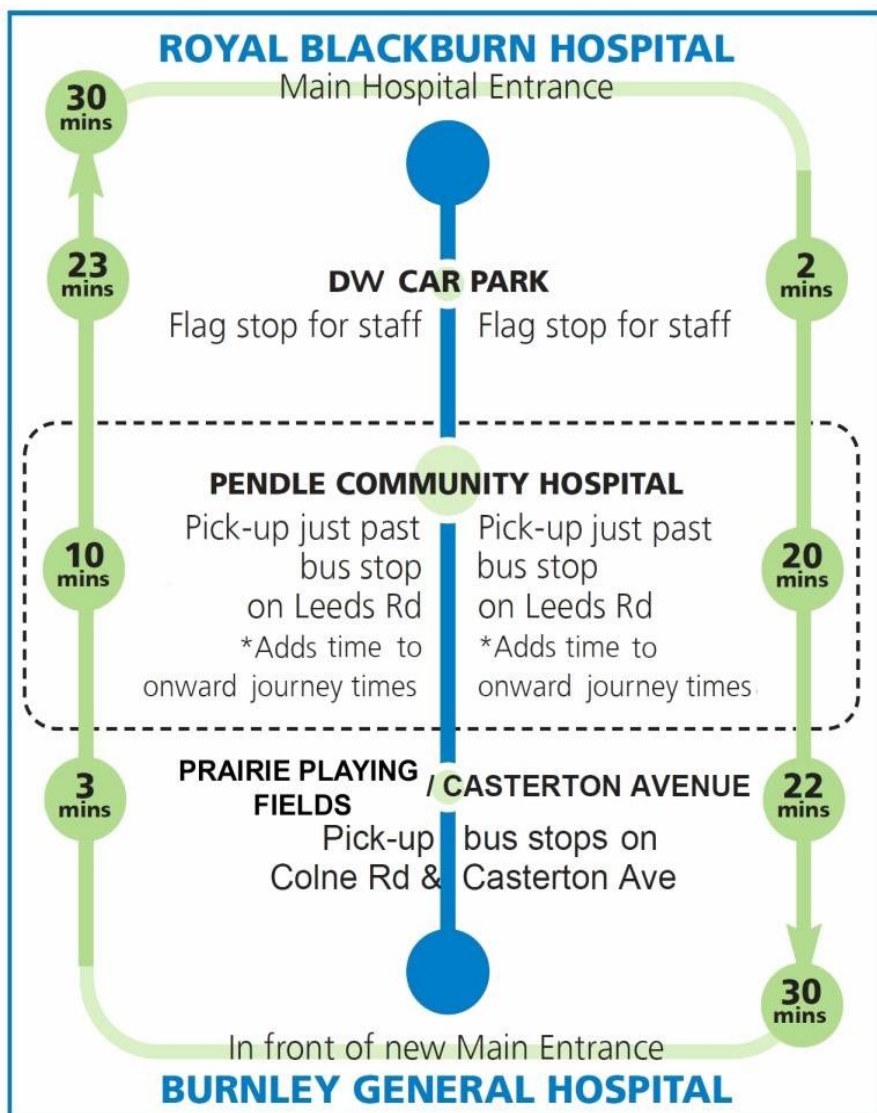 ROYAL BLACKBURN HOSPITAL
Main Hospital Entrance
30
mins
23
mins
2
mins
DW CAR PARK
Flag stop for staff
Flag stop for staff
PENDLE COMMUNITY HOSPITAL
10
mins
Pick-up just past
bus stop
on Leeds Rd
*Adds time to
onward journey times
Pick-up just past
bus stop
on Leeds Rd
*Adds time to
onward journey times
20
mins
3
mins
PRAIRIE PLAYING
FIELDS
/ CASTERTON AVENUE
22
mins
Pick-up bus stops on
Colne Rd & Casterton Ave
30
mins
In front of new Main Entrance
BURNLEY GENERAL HOSPITAL